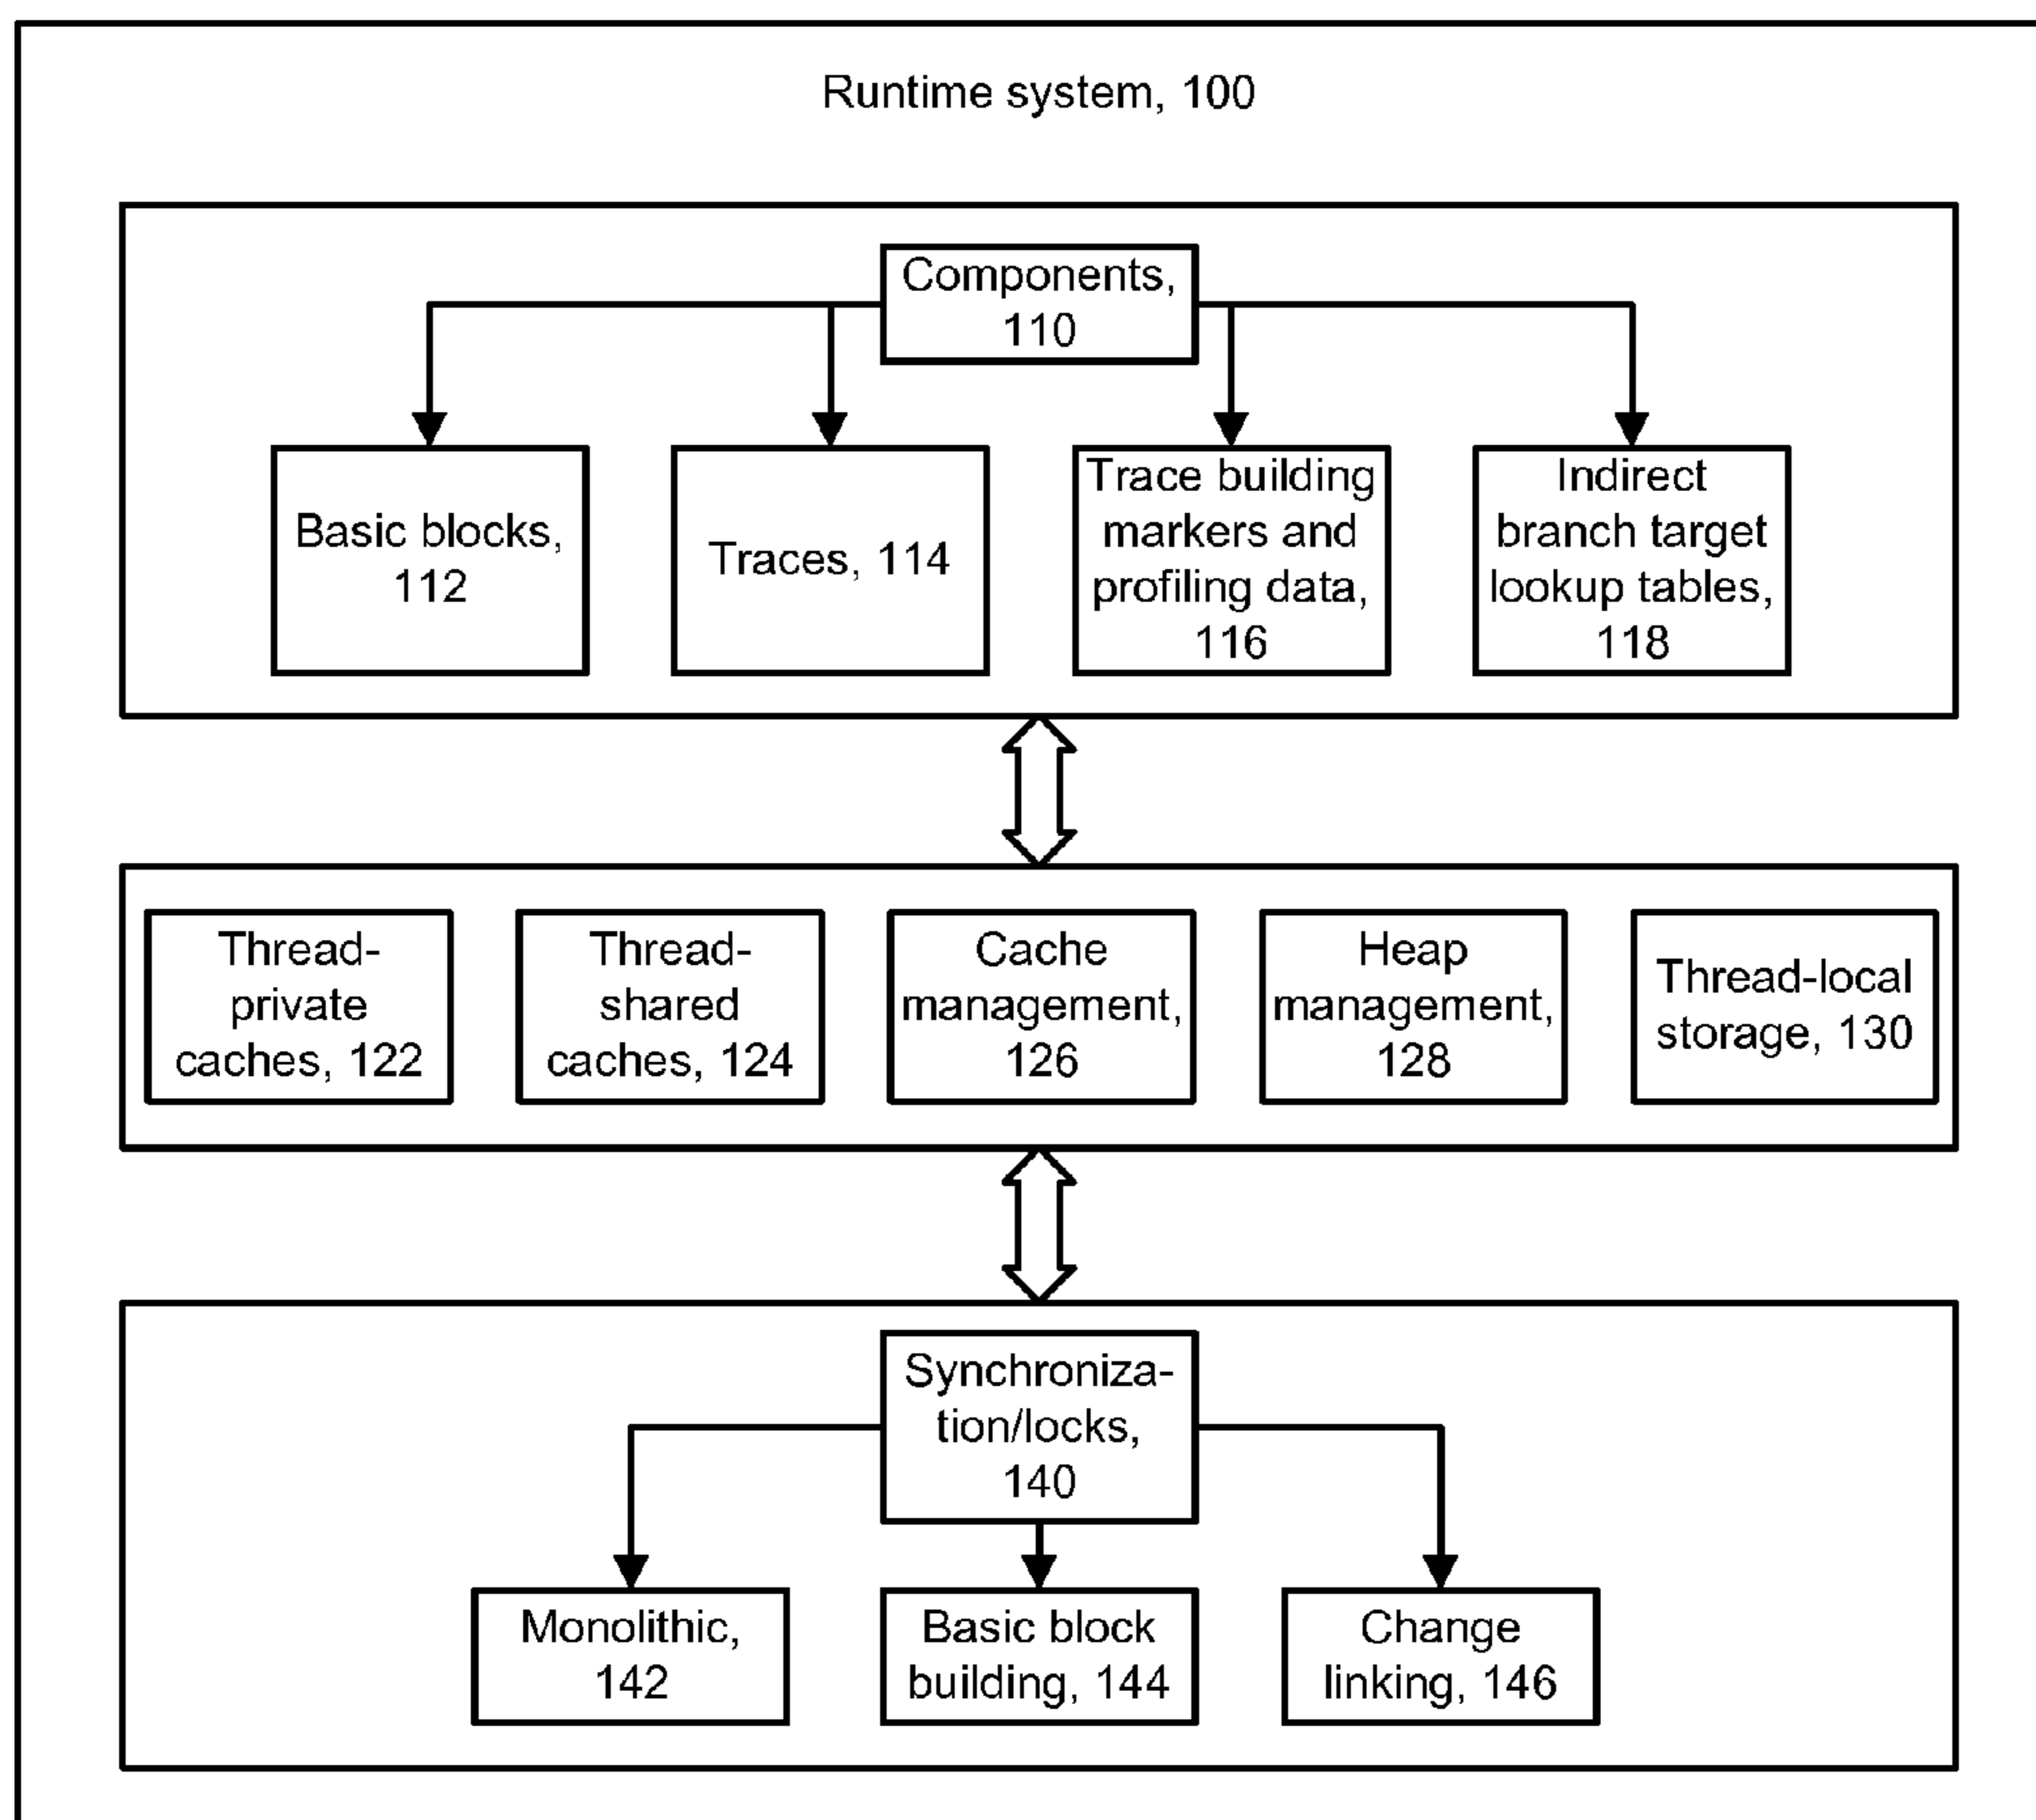 Runtime system, 100
Components,
110
Basic blocks,
112
Traces, 114
Trace building
markers and
profiling data,
116
Indirect
branch target
lookup tables,
118
Thread-
private
caches, 122
Thread-
shared
caches, 124
Cache
management,
126
Heap
management,
128
Thread-local
storage, 130
Synchroniza-
tion/locks,
140
Monolithic,
142
Basic block
building, 144
Change
linking, 146